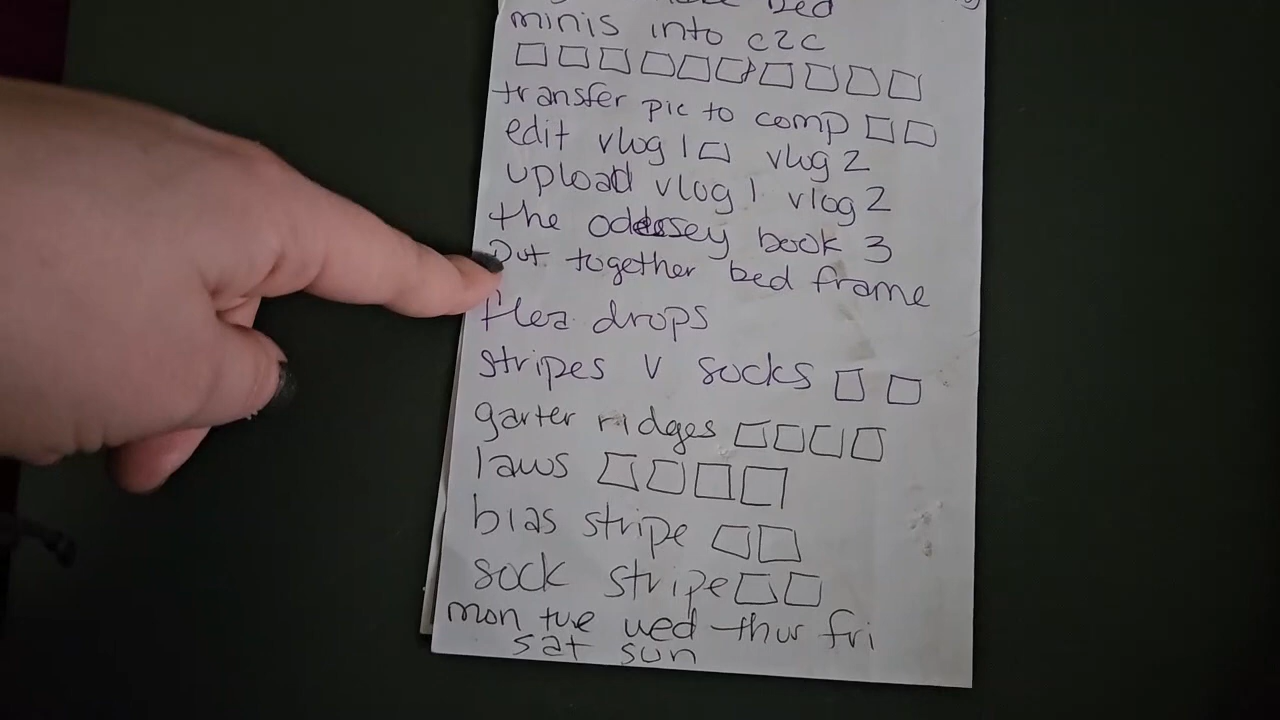 bed
minis into c2c
transfer pic to comp
edit vlog 1 vlog 2
upload vlog 1 vlog 2
the odessey book 3
Put together bed frame
flea drops
stripes v socks
garter ridges
laws
bias stripe
sock stripe
mon tue wed thur fri
sat sun